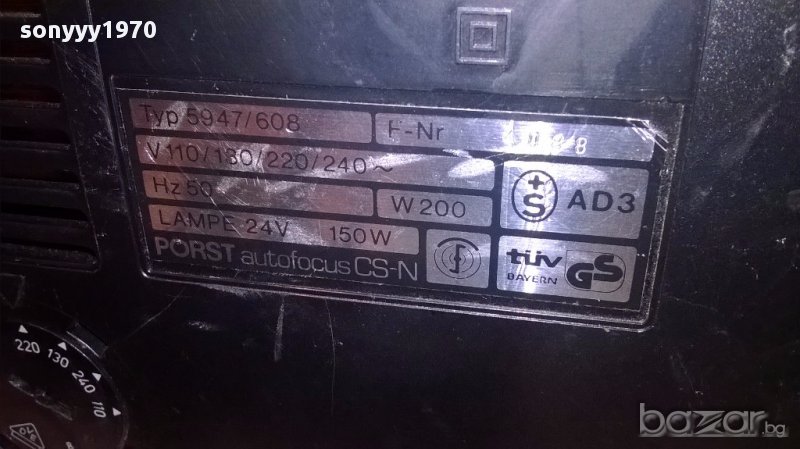 sonyyy1970
Typ 5947/608
F-Nr
V 110/130/220/240 ~
Hz 50
W 200
+S AD3
LAMPE 24V 150W
PORST autofocus CS-N
tüv
BAYERN
GS
220 130 240 110
bazar.bg